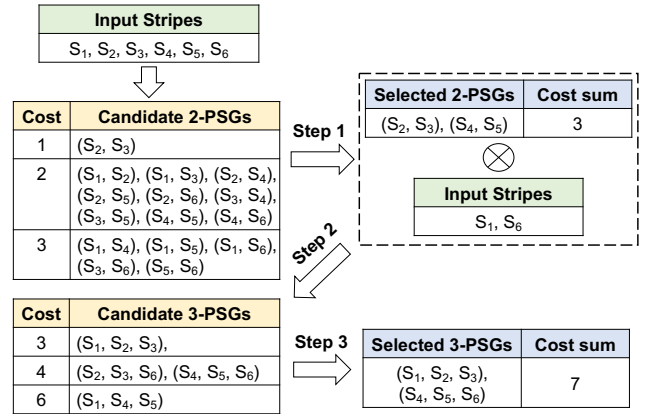 Input Stripes
S₁, S₂, S₃, S₄, S₅, S₆
Cost Candidate 2-PSGs
1 (S₂, S₃)
2 (S₁, S₂), (S₁, S₃), (S₂, S₄),
(S₂, S₅), (S₂, S₆), (S₃, S₄),
(S₃, S₅), (S₄, S₅), (S₄, S₆)
3 (S₁, S₄), (S₁, S₅), (S₁, S₆),
(S₃, S₆), (S₅, S₆)
Step 1
Selected 2-PSGs Cost sum
(S₂, S₃), (S₄, S₅) 3
Input Stripes
S₁, S₆
Step 2
Cost Candidate 3-PSGs
3 (S₁, S₂, S₃),
4 (S₂, S₃, S₆), (S₄, S₅, S₆)
6 (S₁, S₄, S₅)
Step 3
Selected 3-PSGs Cost sum
(S₁, S₂, S₃),
(S₄, S₅, S₆) 7